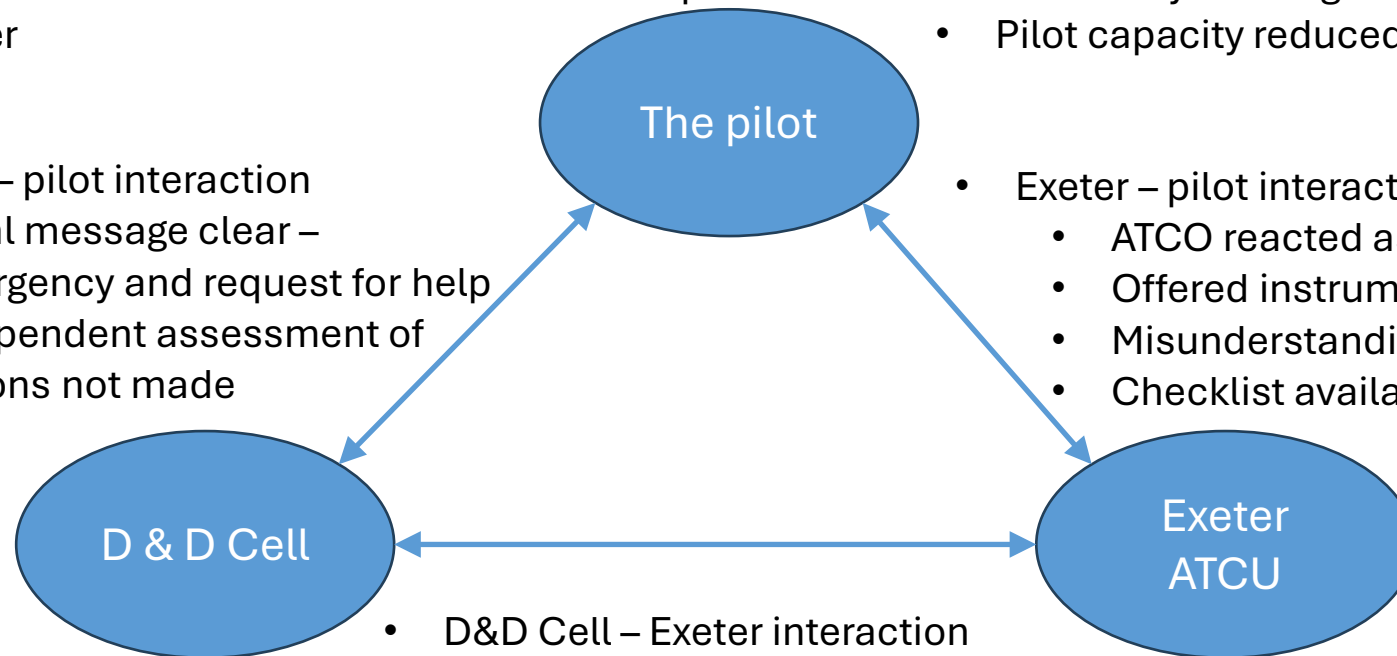 er
• Pilot capacity reduced
The pilot
– pilot interaction
al message clear –
rgency and request for help
pendent assessment of
ons not made
• Exeter – pilot interact
• ATCO reacted a
• Offered instrum
• Misunderstandi
• Checklist availa
D & D Cell
Exeter
ATCU
• D&D Cell – Exeter interaction